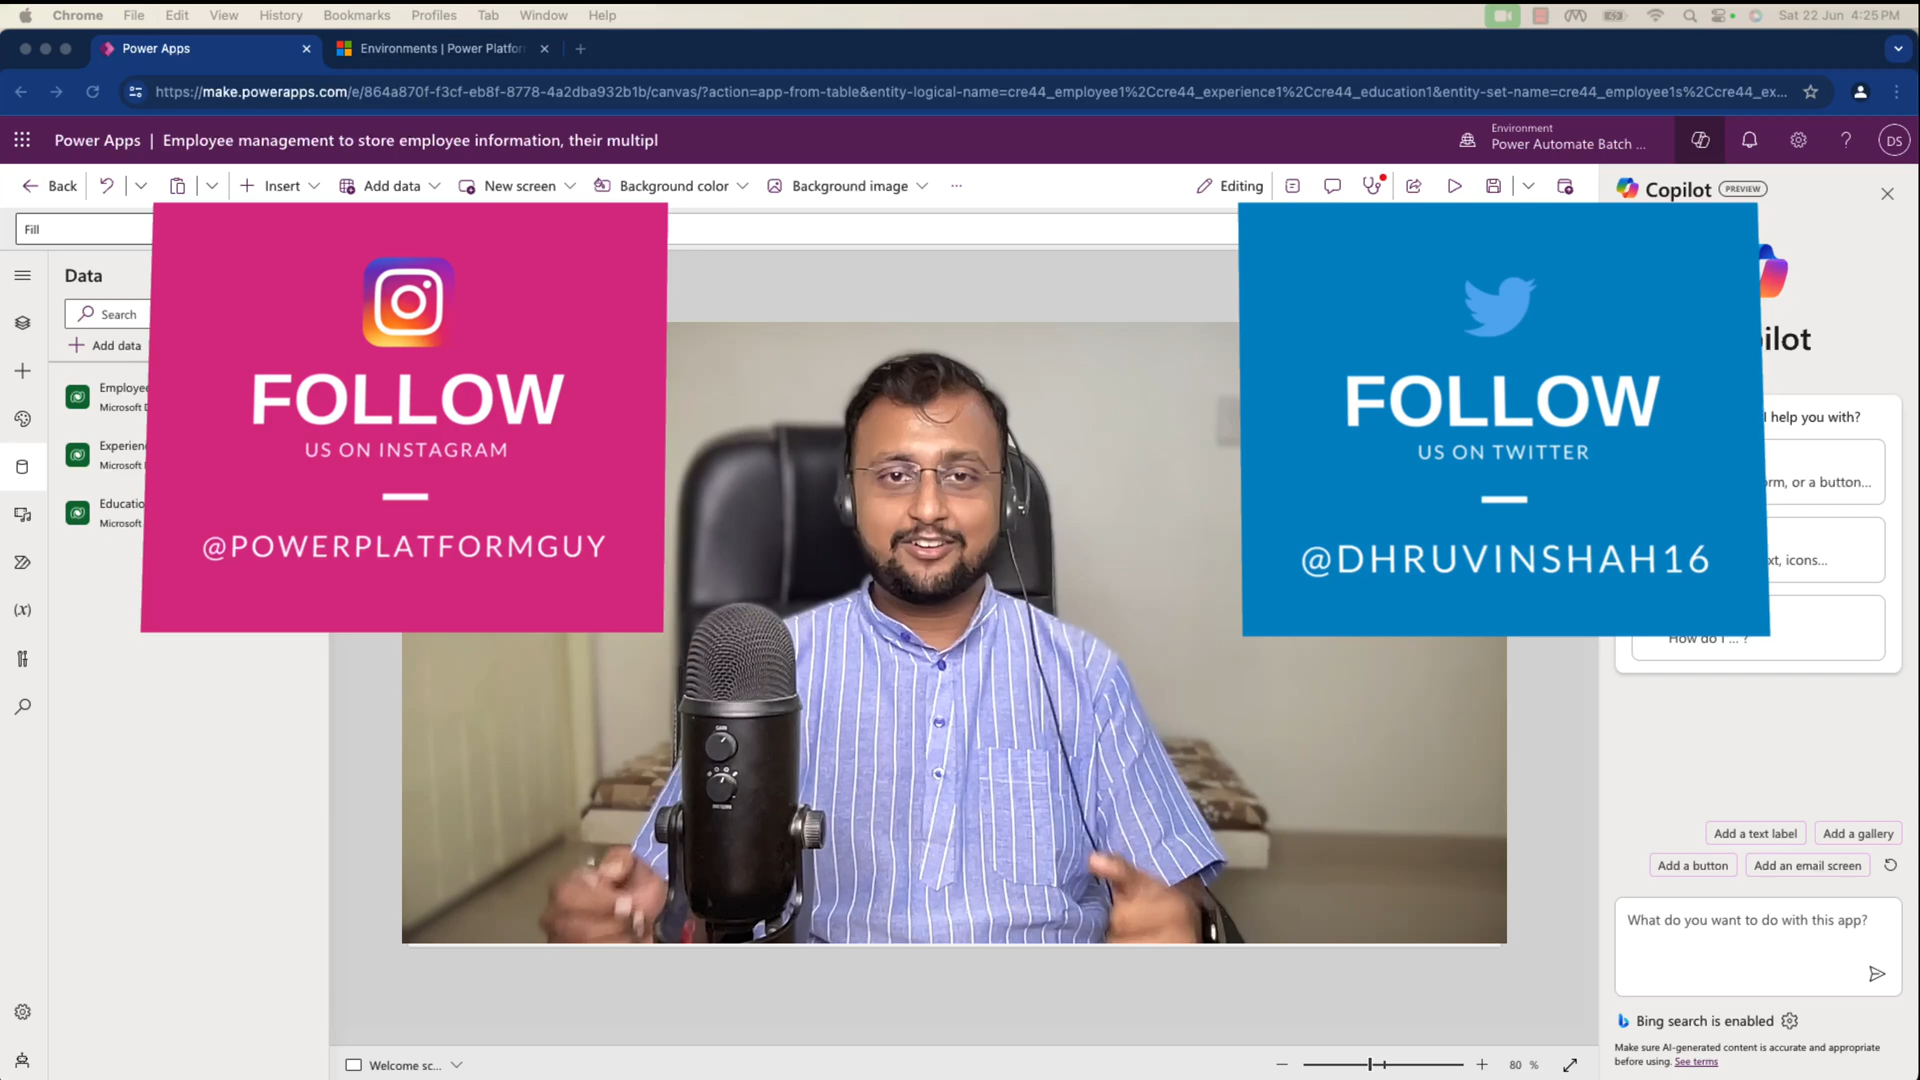 Chrome File Edit View History Bookmarks Profiles Tab Window Help Sat 22 Jun 4:25 PM
Power Apps Environments | Power Platfor
https://make.powerapps.com/e/864a870f-f3cf-eb8f-8778-4a2dba932b1b/canvas/?action=app-from-table&entity-logical-name=cre44_employee1%2Ccre44_experience1%2Ccre44_education1&entity-set-name=cre44_employee1s%2Ccre44_ex...
Power Apps | Employee management to store employee information, their multipl
Environment
Power Automate Batch ...
DS
Back Insert Add data New screen Background color Background image ... Editing
Copilot PREVIEW
Fill
Data
Search
Add data
Employee
Microsoft D
Experien
Microsoft
Educatio
Microsoft
(x)
FOLLOW
US ON INSTAGRAM
@POWERPLATFORMGUY
FOLLOW
US ON TWITTER
@DHRUVINSHAH16
ilot
help you with?
orm, or a button...
xt, icons...
How do I ... ?
Add a text label Add a gallery
Add a button Add an email screen
What do you want to do with this app?
Bing search is enabled
Make sure AI-generated content is accurate and appropriate
before using. See terms
Welcome sc... 80 %